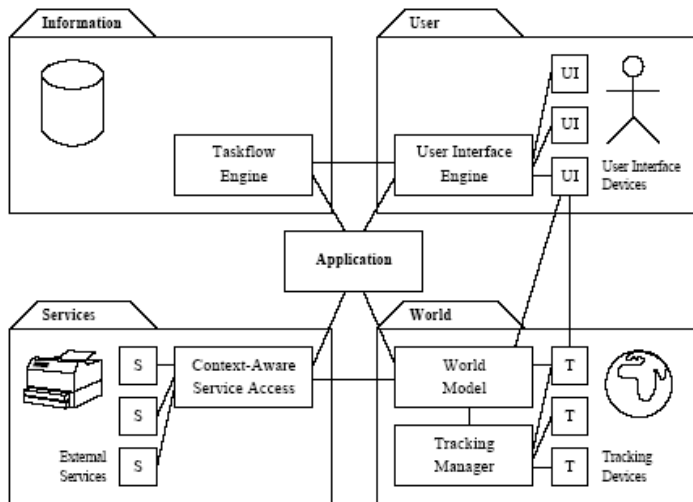 Information
User
UI
UI
UI
Taskflow
Engine
User Interface
Engine
User Interface
Devices
Application
Services
World
S
S
S
Context-Aware
Service Access
External
Services
World
Model
Tracking
Manager
T
T
T
Tracking
Devices